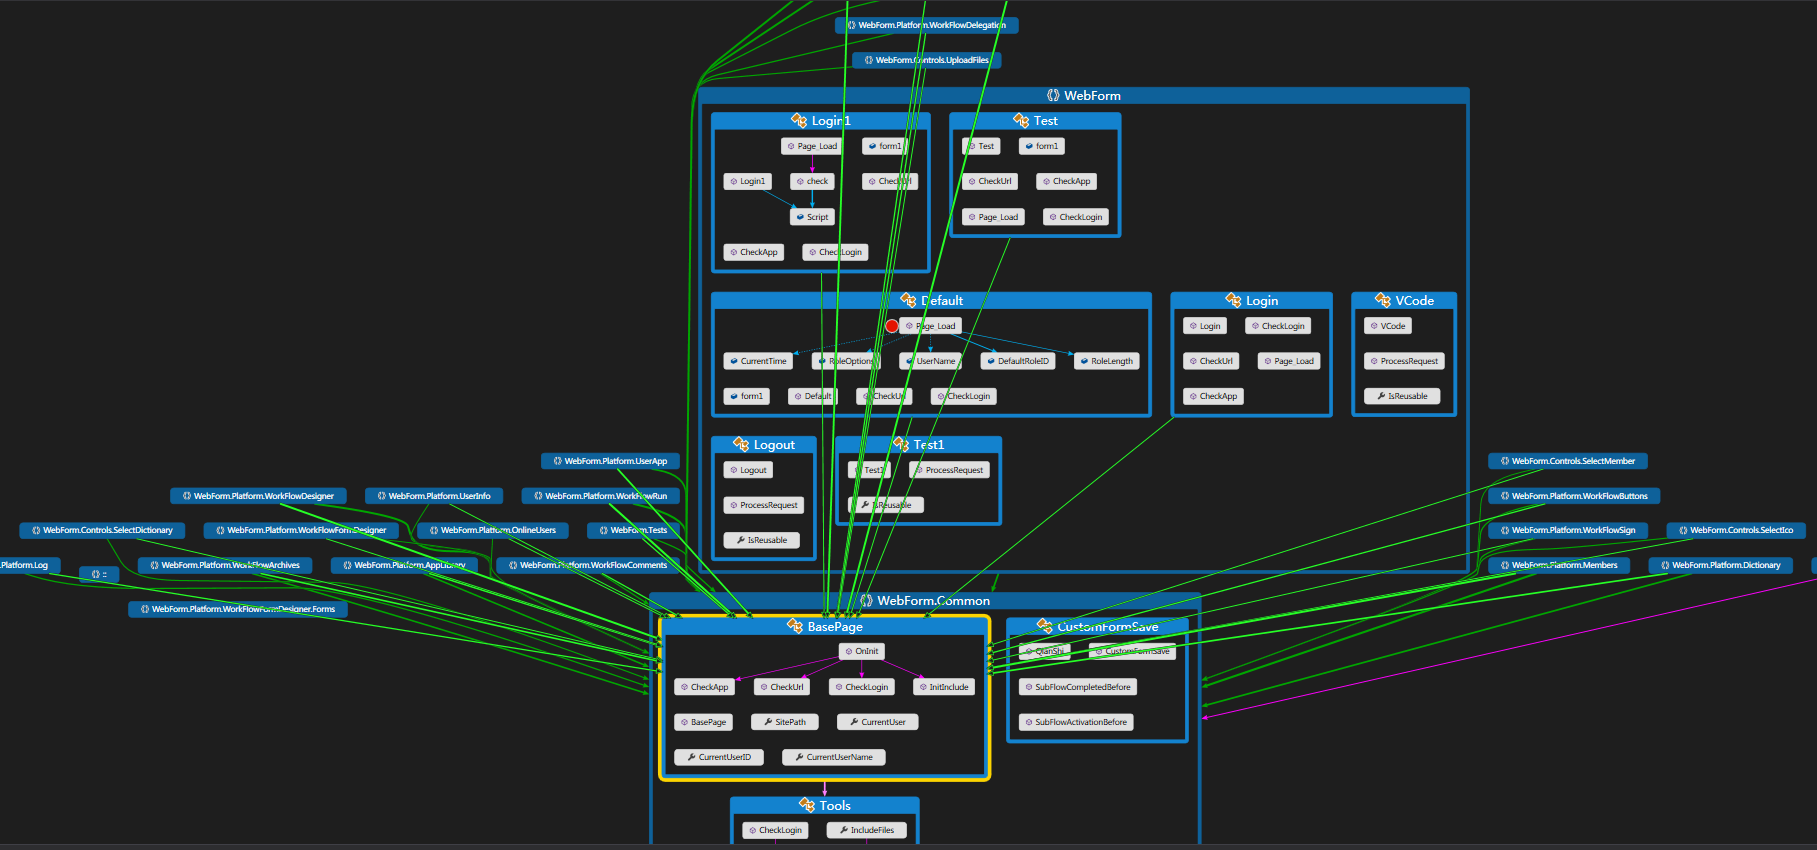 WebForm.Platform.WorkFlowDelegation
WebForm.Controls.UploadFiles
WebForm
Login1
Page_Load
form1
Login1
check
CheckUrl
Script
CheckApp
CheckLogin
Test
Test
form1
CheckUrl
CheckApp
Page_Load
CheckLogin
Default
Page_Load
CurrentTime
RoleOptions
UserName
DefaultRoleID
RoleLength
form1
Default
CheckUrl
CheckLogin
Login
Login
CheckLogin
CheckUrl
Page_Load
CheckApp
VCode
VCode
ProcessRequest
IsReusable
Logout
Logout
ProcessRequest
IsReusable
Test1
Test1
ProcessRequest
IsReusable
WebForm.Platform.UserApp
WebForm.Platform.WorkFlowDesigner
WebForm.Platform.UserInfo
WebForm.Platform.WorkFlowRun
WebForm.Controls.SelectDictionary
WebForm.Platform.WorkFlowFormDesigner
WebForm.Platform.OnlineUsers
WebForm.Tests
Platform.Log
::
WebForm.Platform.WorkFlowArchives
WebForm.Platform.AppLibrary
WebForm.Platform.WorkFlowComments
WebForm.Platform.WorkFlowFormDesigner.Forms
WebForm.Controls.SelectMember
WebForm.Platform.WorkFlowButtons
WebForm.Platform.WorkFlowSign
WebForm.Controls.SelectIco
WebForm.Platform.Members
WebForm.Platform.Dictionary
WebForm.Common
BasePage
OnInit
CheckApp
CheckUrl
CheckLogin
InitInclude
BasePage
SitePath
CurrentUser
CurrentUserID
CurrentUserName
CustomFormSave
QianShi
CustomFormSave
SubFlowCompletedBefore
SubFlowActivationBefore
Tools
CheckLogin
IncludeFiles